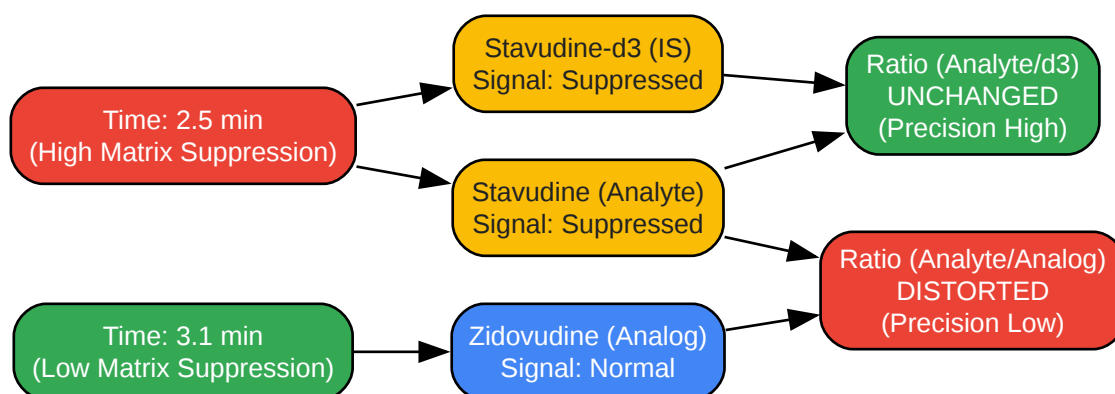 Time: 2.5 min
(High Matrix Suppression)
Stavudine-d3 (IS)
Signal: Suppressed
Stavudine (Analyte)
Signal: Suppressed
Ratio (Analyte/d3)
UNCHANGED
(Precision High)
Time: 3.1 min
(Low Matrix Suppression)
Zidovudine (Analog)
Signal: Normal
Ratio (Analyte/Analog)
DISTORTED
(Precision Low)